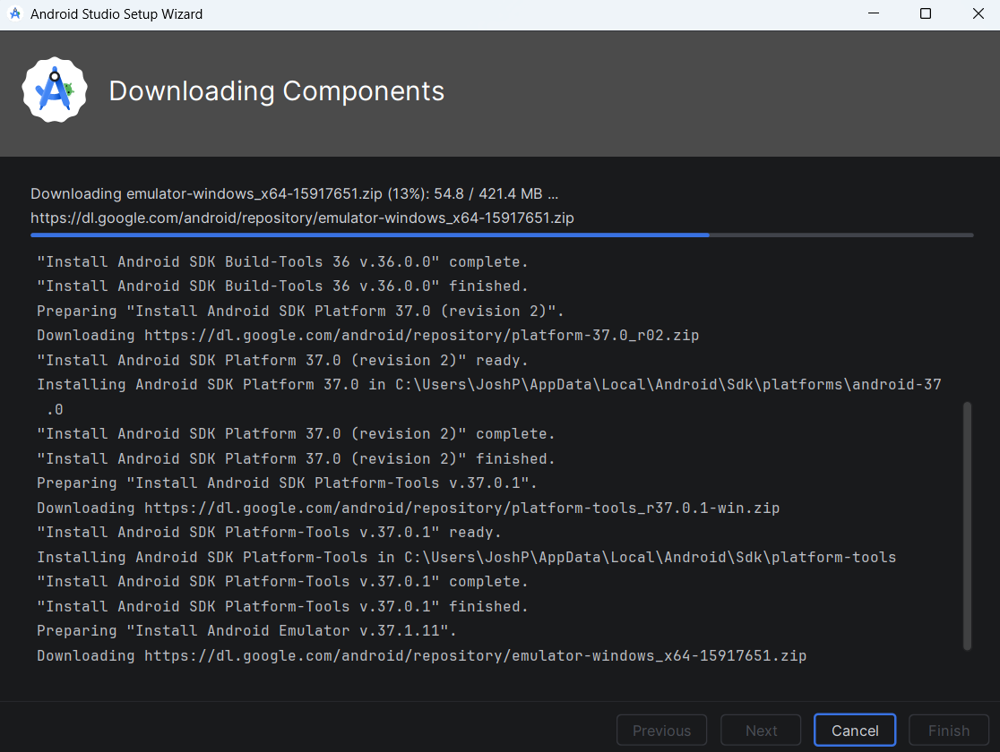 Android Studio Setup Wizard
Downloading Components
Downloading emulator-windows_x64-15917651.zip (13%): 54.8 / 421.4 MB ...
https://dl.google.com/android/repository/emulator-windows_x64-15917651.zip
"Install Android SDK Build-Tools 36 v.36.0.0" complete.
"Install Android SDK Build-Tools 36 v.36.0.0" finished.
Preparing "Install Android SDK Platform 37.0 (revision 2)".
Downloading https://dl.google.com/android/repository/platform-37.0_r02.zip
"Install Android SDK Platform 37.0 (revision 2)" ready.
Installing Android SDK Platform 37.0 in C:\Users\JoshP\AppData\Local\Android\Sdk\platforms\android-37
.0
"Install Android SDK Platform 37.0 (revision 2)" complete.
"Install Android SDK Platform 37.0 (revision 2)" finished.
Preparing "Install Android SDK Platform-Tools v.37.0.1".
Downloading https://dl.google.com/android/repository/platform-tools_r37.0.1-win.zip
"Install Android SDK Platform-Tools v.37.0.1" ready.
Installing Android SDK Platform-Tools in C:\Users\JoshP\AppData\Local\Android\Sdk\platform-tools
"Install Android SDK Platform-Tools v.37.0.1" complete.
"Install Android SDK Platform-Tools v.37.0.1" finished.
Preparing "Install Android Emulator v.37.1.11".
Downloading https://dl.google.com/android/repository/emulator-windows_x64-15917651.zip
Previous Next Cancel Finish